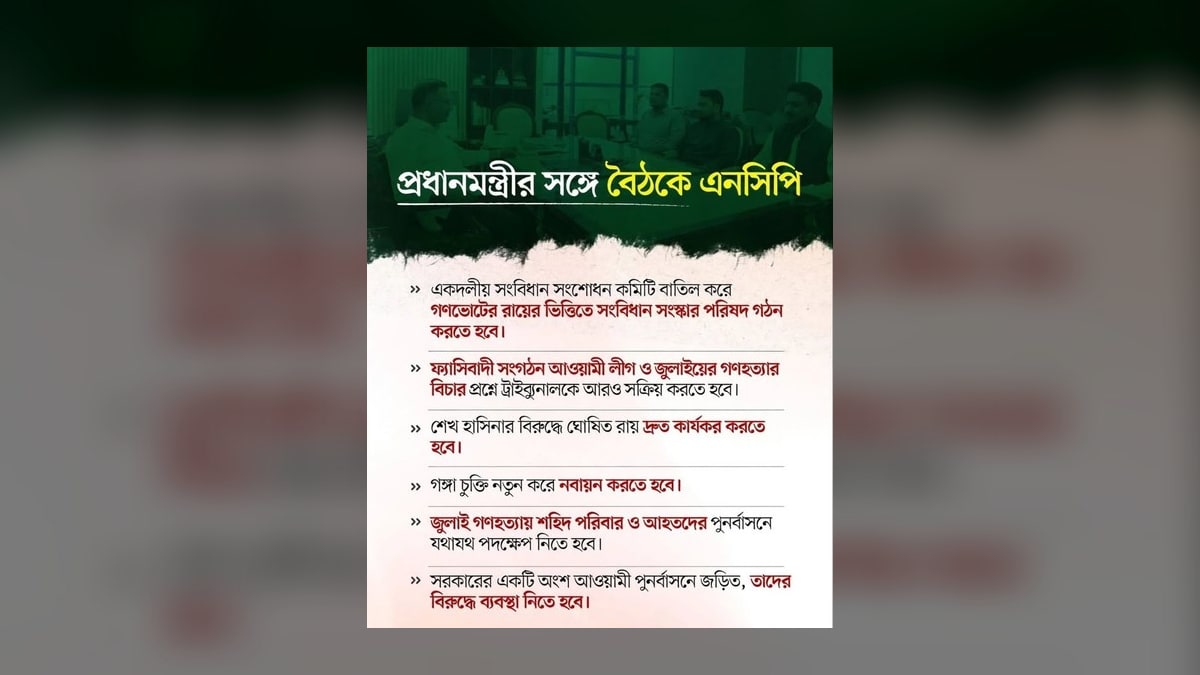 প্রধানমন্ত্রীর সঙ্গে বৈঠকে এনসিপি
›› একদলীয় সংবিধান সংশোধন কমিটি বাতিল করে
গণভোটের রায়ের ভিত্তিতে সংবিধান সংস্কার পরিষদ গঠন
করতে হবে।
›› ফ্যাসিবাদী সংগঠন আওয়ামী লীগ ও জুলাইয়ের গণহত্যার
বিচার প্রশ্নে ট্রাইব্যুনালকে আরও সক্রিয় করতে হবে।
›› শেখ হাসিনার বিরুদ্ধে ঘোষিত রায় দ্রুত কার্যকর করতে
হবে।
›› গঙ্গা চুক্তি নতুন করে নবায়ন করতে হবে।
›› জুলাই গণহত্যায় শহিদ পরিবার ও আহতদের পুনর্বাসনে
যথাযথ পদক্ষেপ নিতে হবে।
›› সরকারের একটি অংশ আওয়ামী পুনর্বাসনে জড়িত, তাদের
বিরুদ্ধে ব্যবস্থা নিতে হবে।